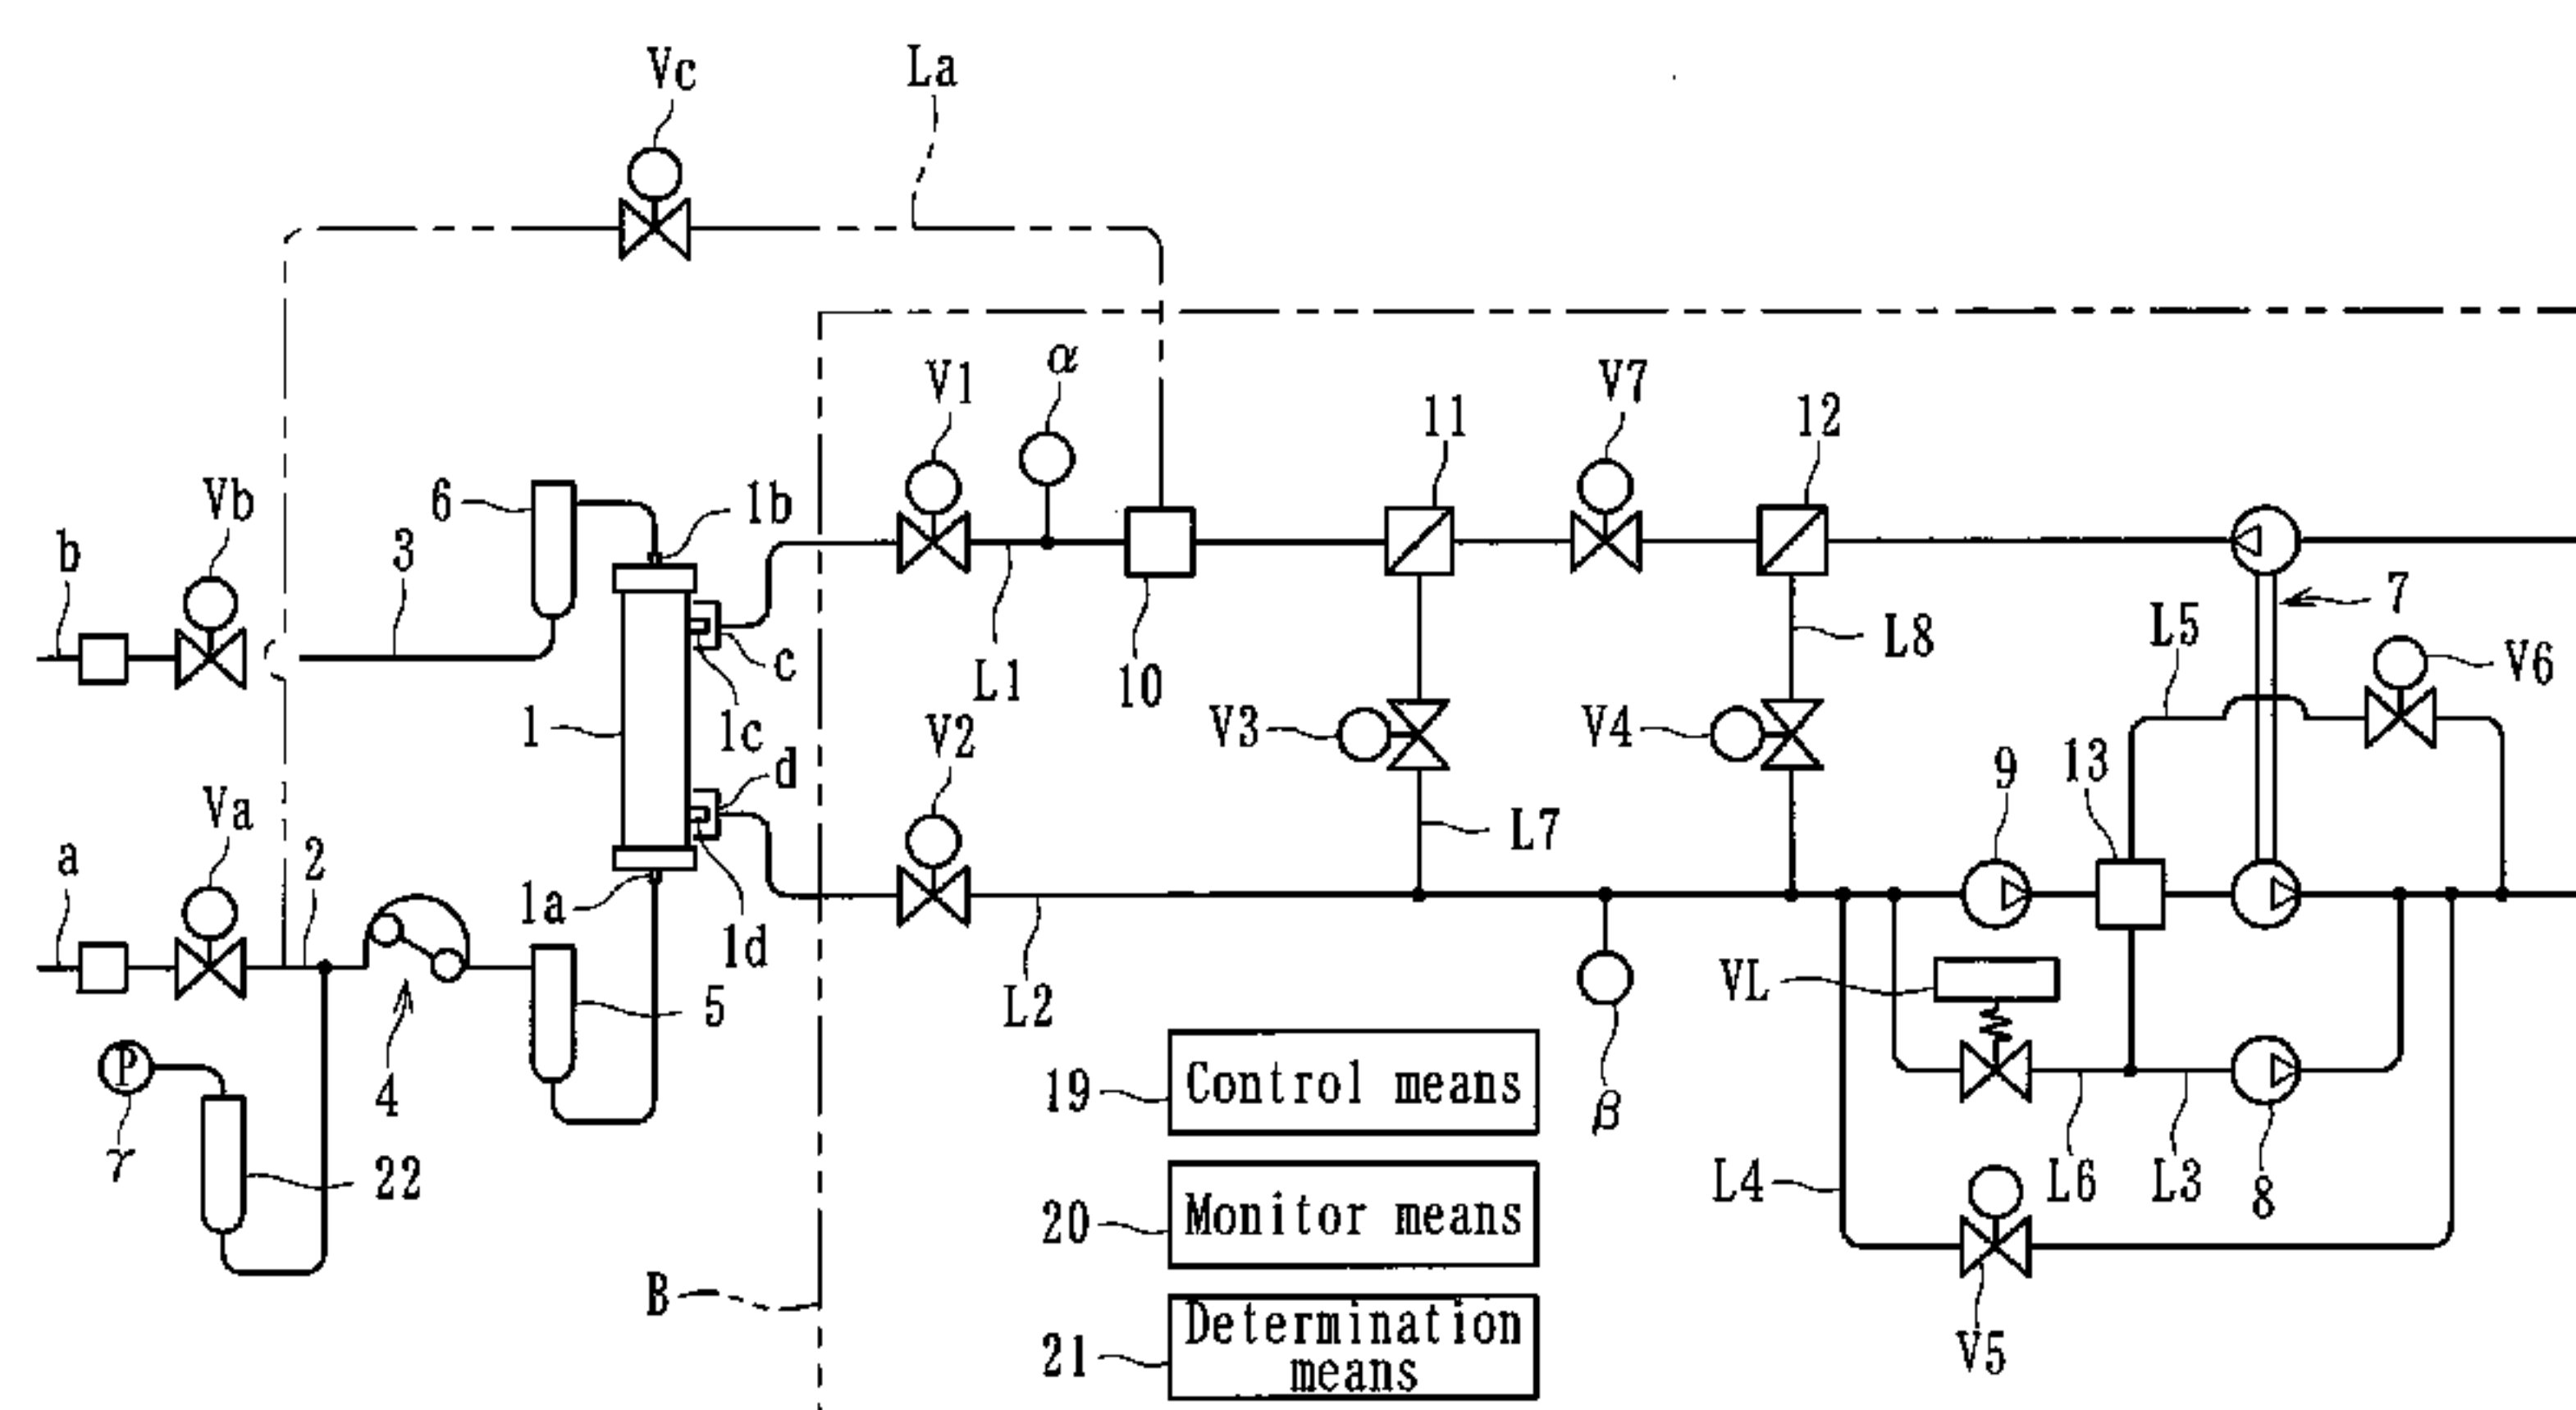 Vc
La
α
V1
V7
11
12
Vb
6
1b
b
3
7
L5
V6
L8
L1
10
c
1
1c
V3
V4
V2
d
9
13
Va
L7
a
2
1a
1d
VL
5
L2
P
4
19
Control means
β
γ
22
L4
L6
L3
8
20
Monitor means
B
21
Determination
means
V5